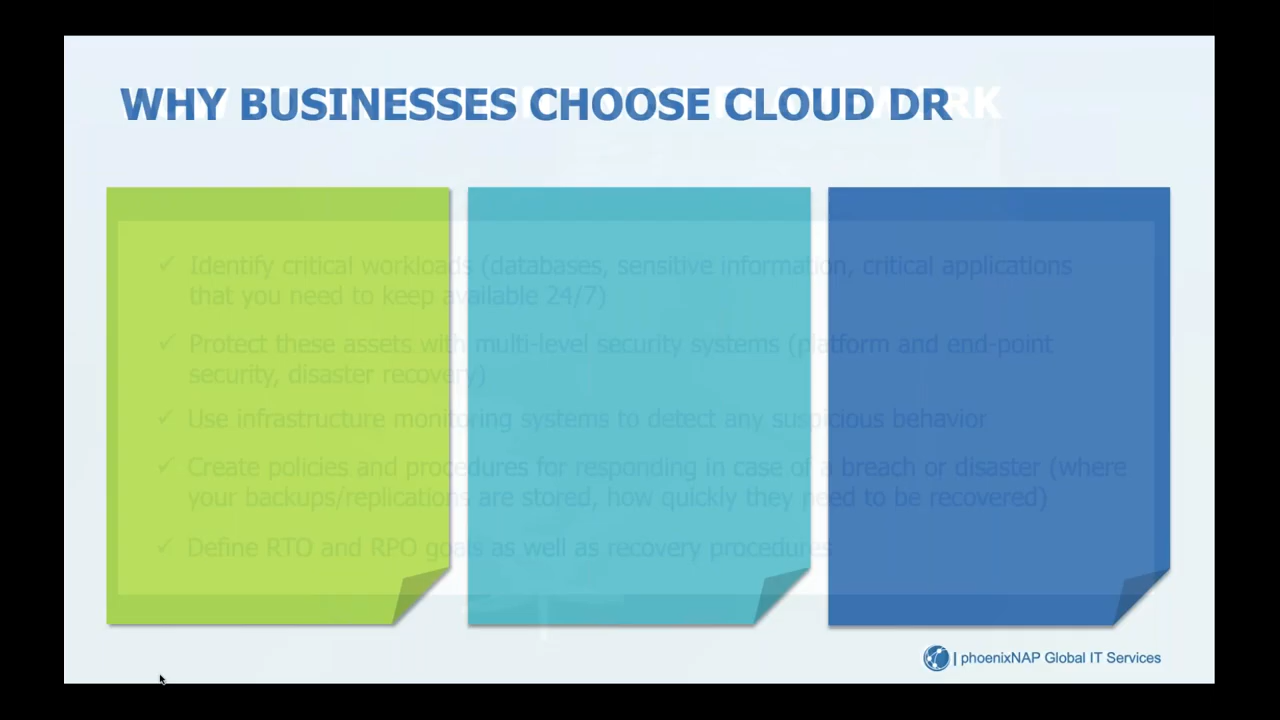 WHY BUSINESSES CHOOSE CLOUD DR
✓ Identify critical workloads (databases, sensitive information, critical applications
that you need to keep available 24/7)
✓ Protect these assets with multi-level security systems (platform and end-point
security, disaster recovery)
✓ Use infrastructure monitoring systems to detect any suspicious behavior
✓ Create policies and procedures for responding in case of a breach or disaster (where
your backups/replications are stored, how quickly they need to be recovered)
✓ Define RTO and RPO goals as well as recovery procedures
| phoenixNAP Global IT Services